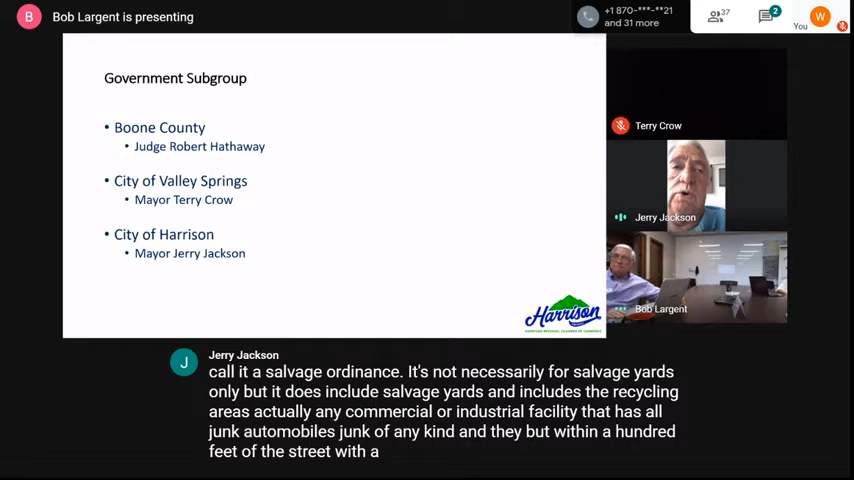 B
Bob Largent is presenting
+1 870-***-**21
and 31 more
37
2
You
W
Government Subgroup
• Boone County
• Judge Robert Hathaway
• City of Valley Springs
• Mayor Terry Crow
• City of Harrison
• Mayor Jerry Jackson
Harrison
HARRISON REGIONAL CHAMBER OF COMMERCE
Terry Crow
Jerry Jackson
Bob Largent
J
Jerry Jackson
call it a salvage ordinance. It's not necessarily for salvage yards
only but it does include salvage yards and includes the recycling
areas actually any commercial or industrial facility that has all
junk automobiles junk of any kind and they but within a hundred
feet of the street with a